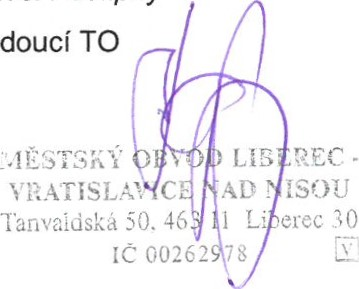 doucí TO
MĚSTSKÝ OBVOD LIBEREC -
VRATISLAVICE NAD NISOU
Tanvaldská 50, 463 11 Liberec 30
IČ 00262978 V